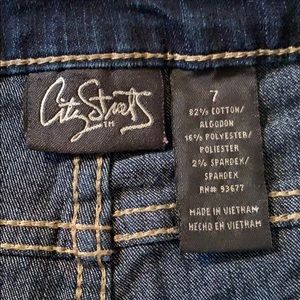 City Streets
TM
7
82% COTTON/
ALGODON
16% POLYESTER/
POLIESTER
2% SPANDEX/
SPANDEX
RN# 93677
MADE IN VIETNAM
HECHO EN VIETNAM